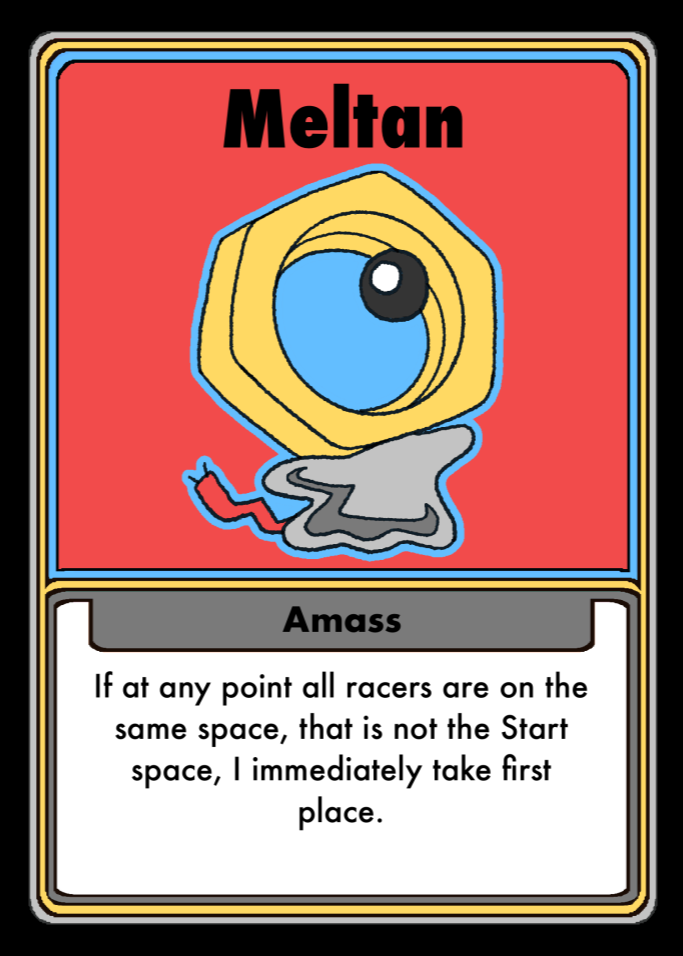 Meltan
Amass
If at any point all racers are on the
same space, that is not the Start
space, I immediately take first
place.